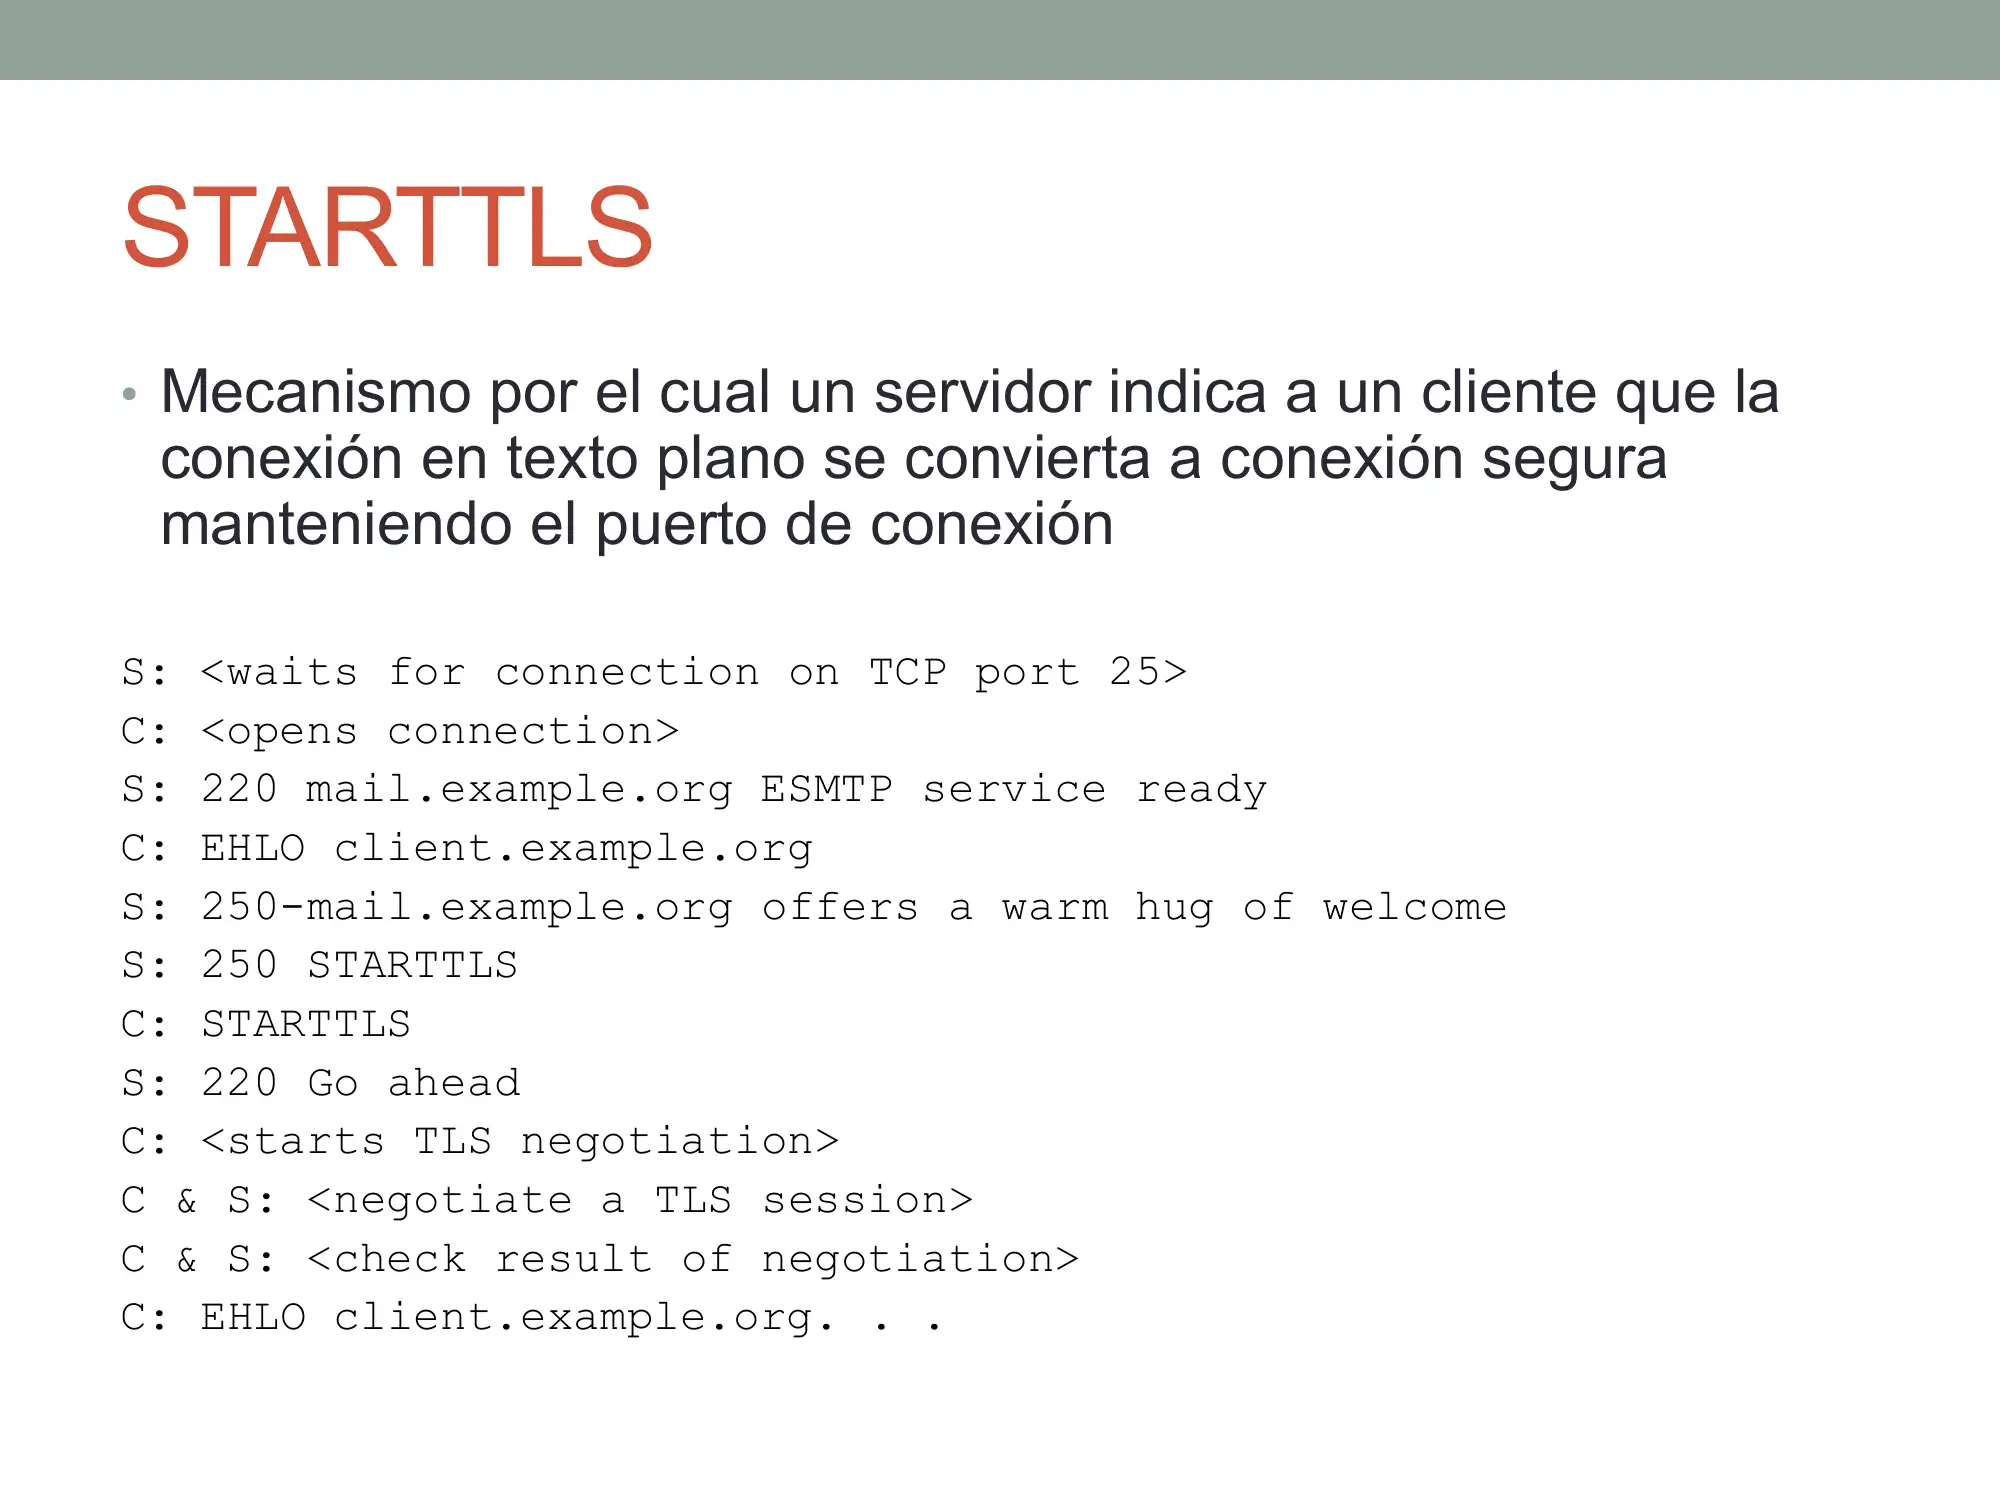 STARTTLS
• Mecanismo por el cual un servidor indica a un cliente que la
conexión en texto plano se convierta a conexión segura
manteniendo el puerto de conexión
S: <waits for connection on TCP port 25>
C: <opens connection>
S: 220 mail.example.org ESMTP service ready
C: EHLO client.example.org
S: 250-mail.example.org offers a warm hug of welcome
S: 250 STARTTLS
C: STARTTLS
S: 220 Go ahead
C: <starts TLS negotiation>
C & S: <negotiate a TLS session>
C & S: <check result of negotiation>
C: EHLO client.example.org. . .